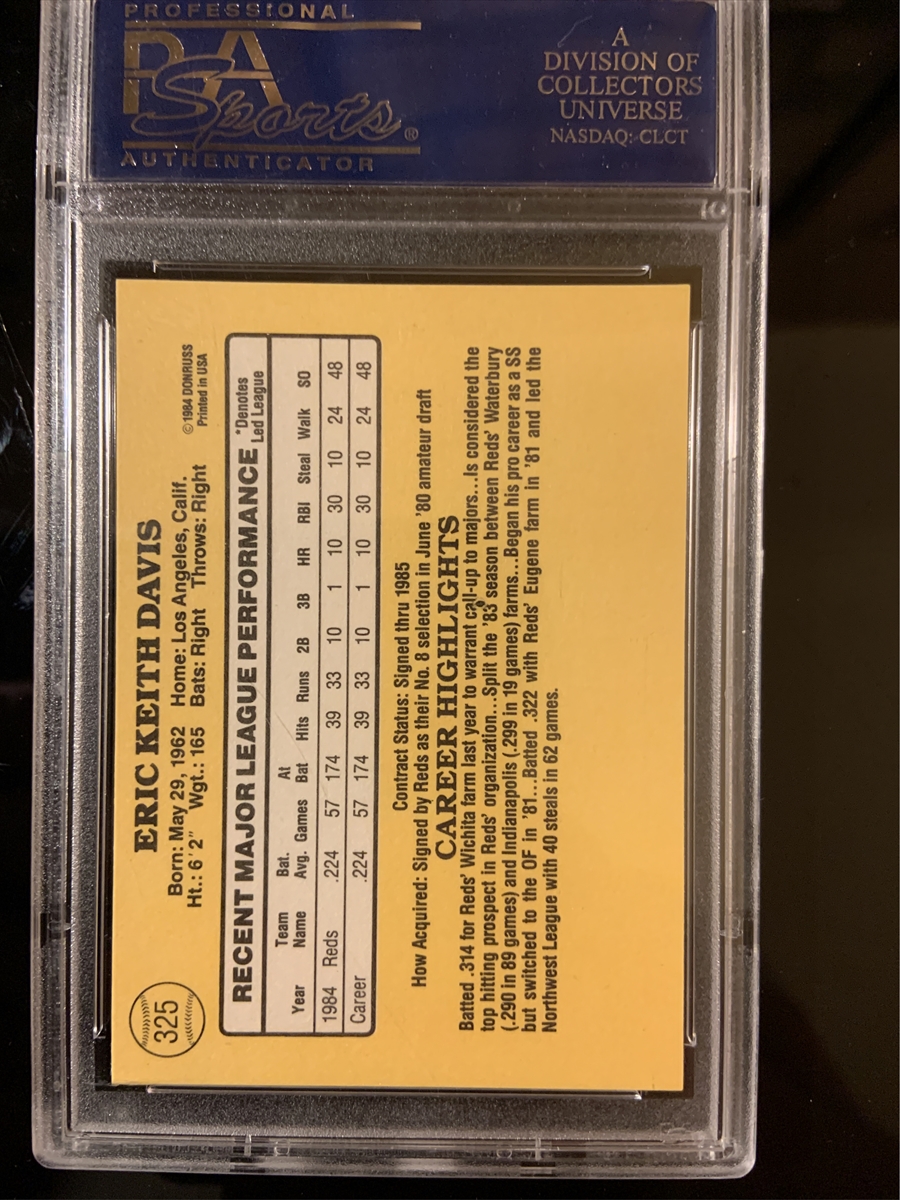 PROFESSIONAL
PSA
Sports®
AUTHENTICATOR
A
DIVISION OF
COLLECTORS
UNIVERSE
NASDAQ: CLCT
325
ERIC KEITH DAVIS
©1984 DONRUSS
Printed in USA
Born: May 29, 1962 Home: Los Angeles, Calif.
Ht.: 6'2" Wgt.: 165 Bats: Right Throws: Right
RECENT MAJOR LEAGUE PERFORMANCE *Denotes Led League
Year Team Name Bat. Avg. Games At Bat Hits Runs 2B 3B HR RBI Steal Walk SO
1984 Reds .224 57 174 39 33 10 1 10 30 10 24 48
Career .224 57 174 39 33 10 1 10 30 10 24 48
Contract Status: Signed thru 1985
How Acquired: Signed by Reds as their No. 8 selection in June '80 amateur draft
CAREER HIGHLIGHTS
Batted .314 for Reds' Wichita farm last year to warrant call-up to majors...Is considered the
top hitting prospect in Reds' organization...Split the '83 season between Reds' Waterbury
(.290 in 89 games) and Indianapolis (.299 in 19 games) farms...Began his pro career as a SS
but switched to the OF in '81...Batted .322 with Reds' Eugene farm in '81 and led the
Northwest League with 40 steals in 62 games.